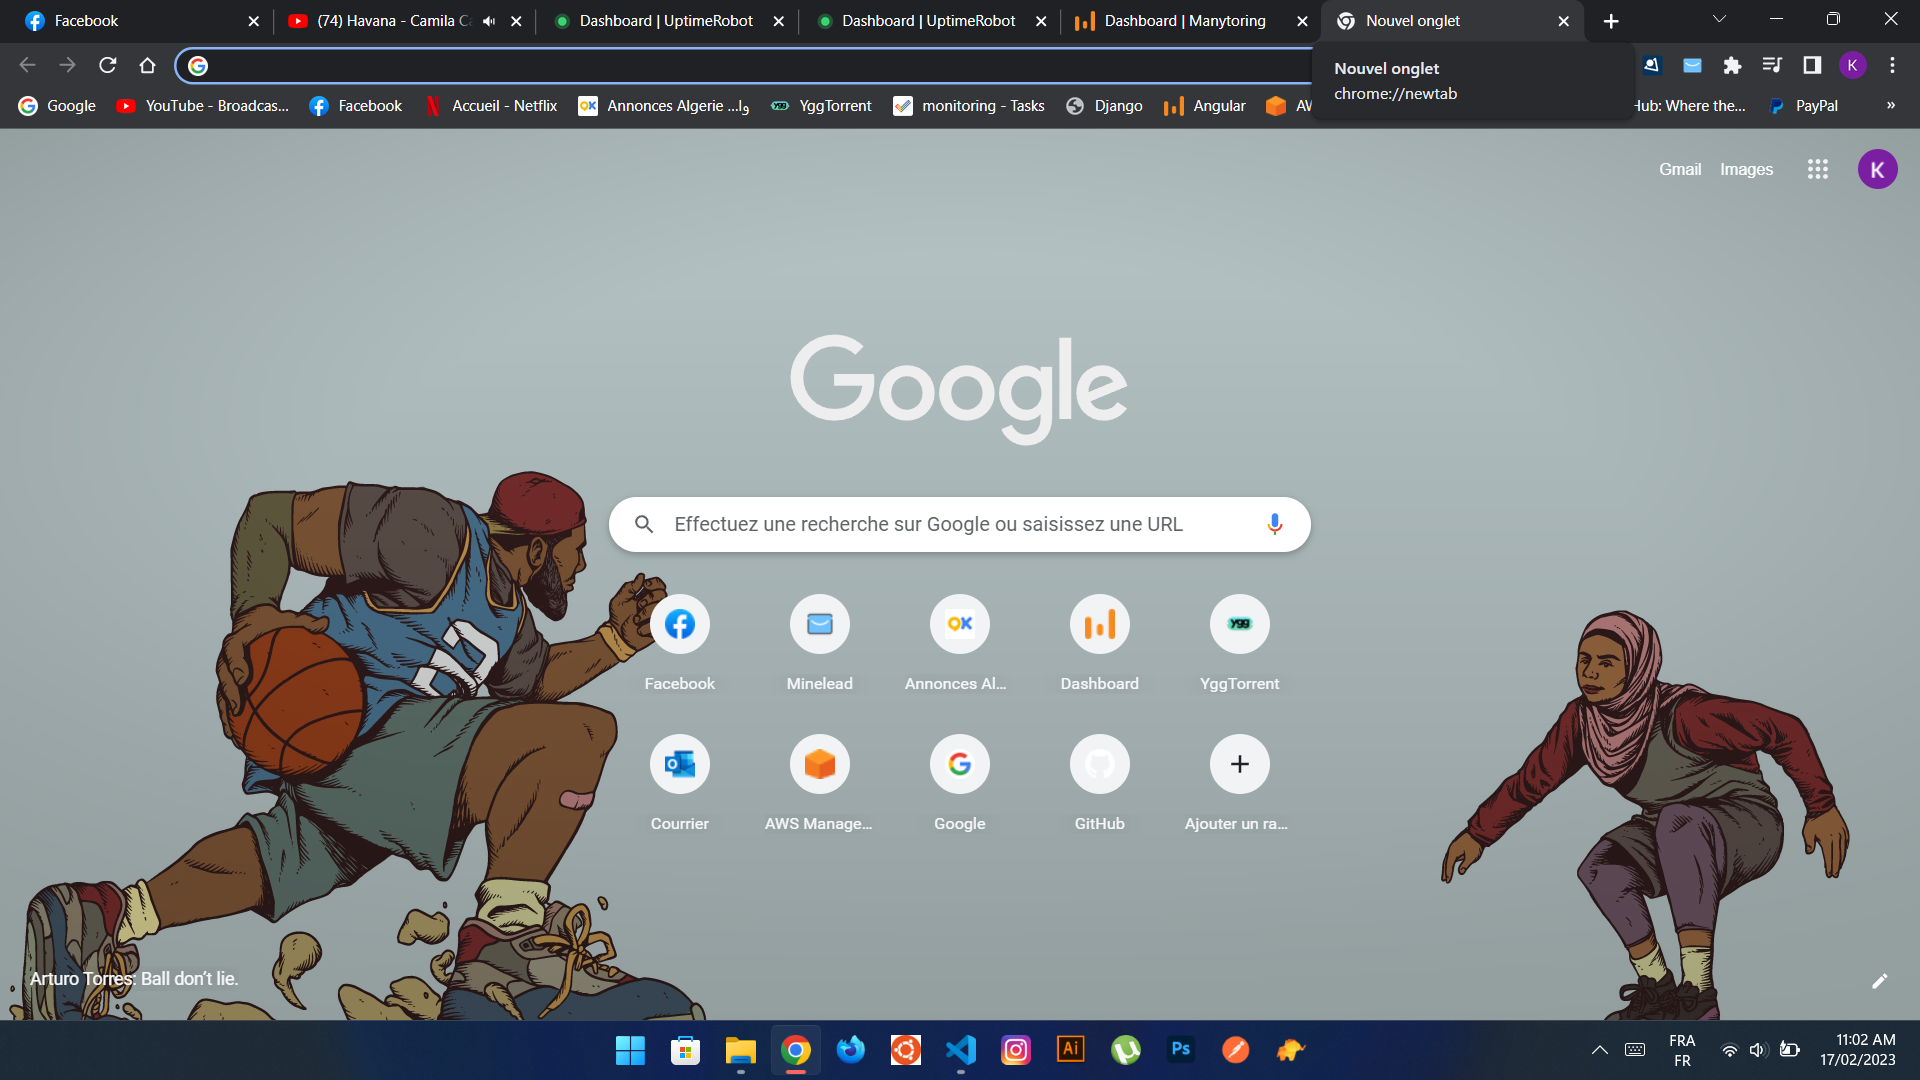 Facebook
(74) Havana - Camila C
Dashboard | UptimeRobot
Dashboard | UptimeRobot
Dashboard | Manytoring
Nouvel onglet
Nouvel onglet
chrome://newtab
K
Google
YouTube - Broadcas...
Facebook
Accueil - Netflix
Annonces Algerie ...وا
YggTorrent
monitoring - Tasks
Django
Angular
Hub: Where the...
PayPal
»
Gmail
Images
K
Google
Effectuez une recherche sur Google ou saisissez une URL
Facebook
Minelead
Annonces Al...
Dashboard
YggTorrent
Courrier
AWS Manage...
Google
GitHub
Ajouter un ra...
Arturo Torres: Ball don’t lie.
Ai
Ps
FRA
FR
11:02 AM
17/02/2023